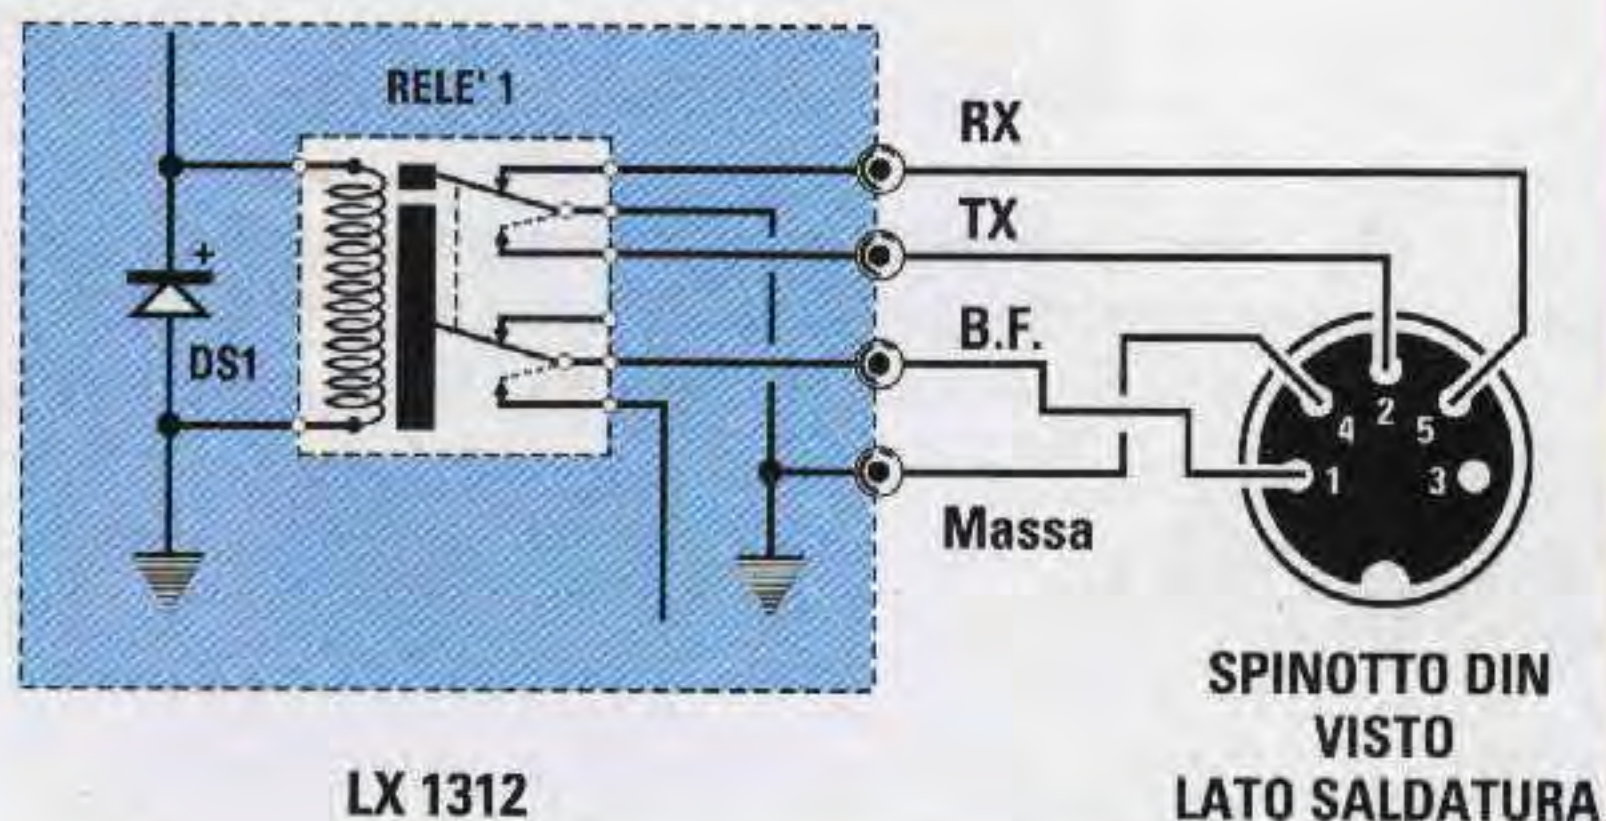 RELE' 1
RX
TX
+
DS1
B.F.
4 2 5
1 3
Massa
SPINOTTO DIN
VISTO
LATO SALDATURA
LX 1312